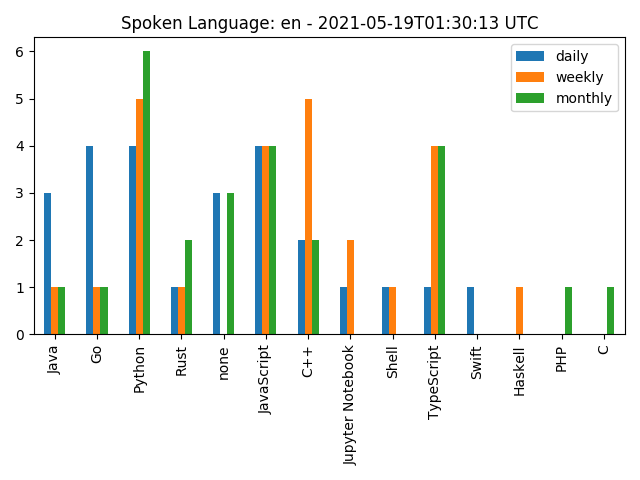 Spoken Language: en - 2021-05-19T01:30:13 UTC
daily
weekly
monthly
6
5
4
3
2
1
0
Java
Go
Python
Rust
none
JavaScript
C++
Jupyter Notebook
Shell
TypeScript
Swift
Haskell
PHP
C